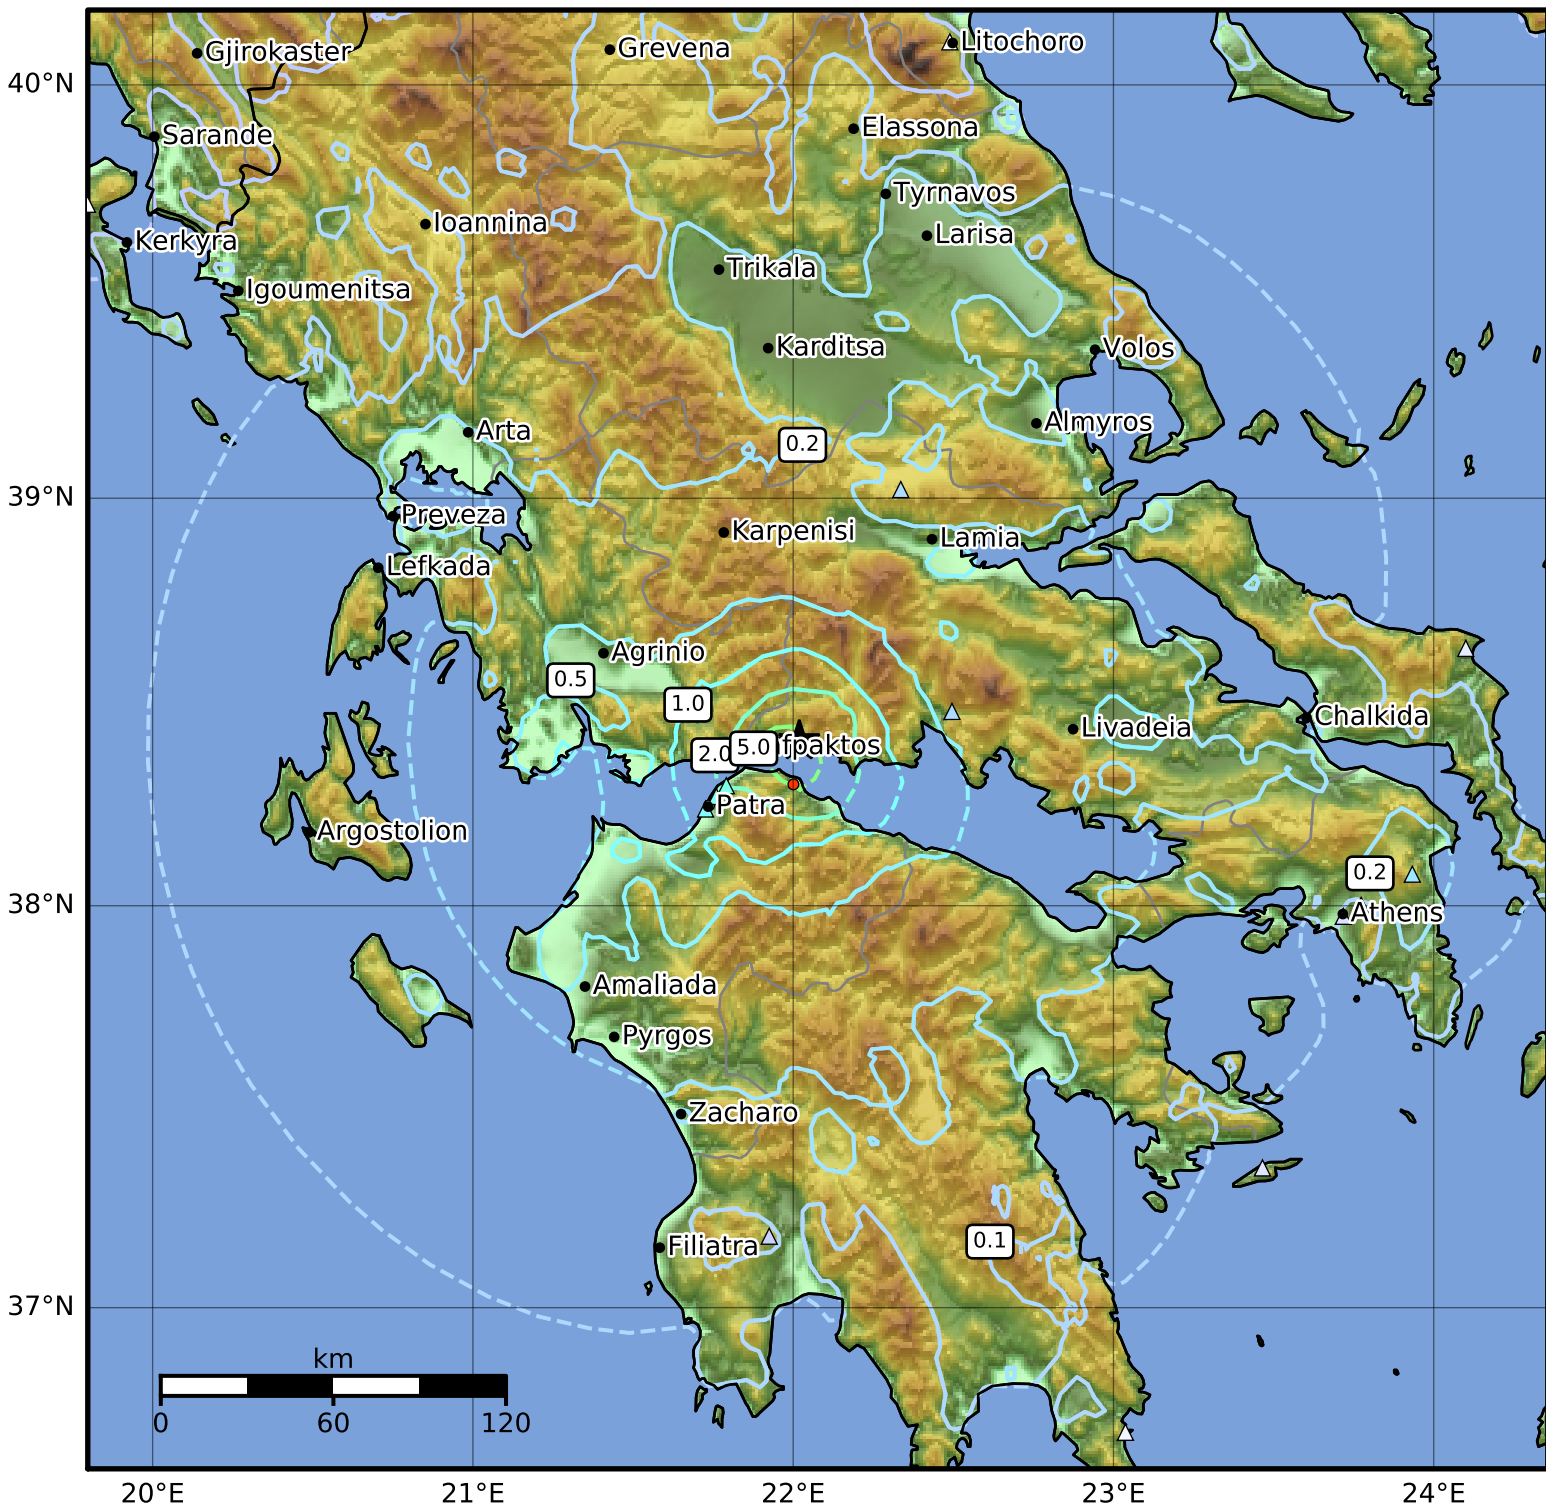 Gjirokaster
Grevena
Litochoro
40°N
Elassona
Sarande
Tyrnavos
Ioannina
Larisa
Kerkyra
Trikala
Igoumenitsa
Karditsa
Volos
Almyros
Arta
0.2
39°N
Preveza
Karpenisi
Lamia
Lefkada
Agrinio
0.5
1.0
Chalkida
Livadeia
2.0
5.0
fpaktos
Patra
Argostolion
0.2
38°N
Athens
Amaliada
Pyrgos
Zacharo
0.1
Filiatra
37°N
km
0 60 120
20°E 21°E 22°E 23°E 24°E